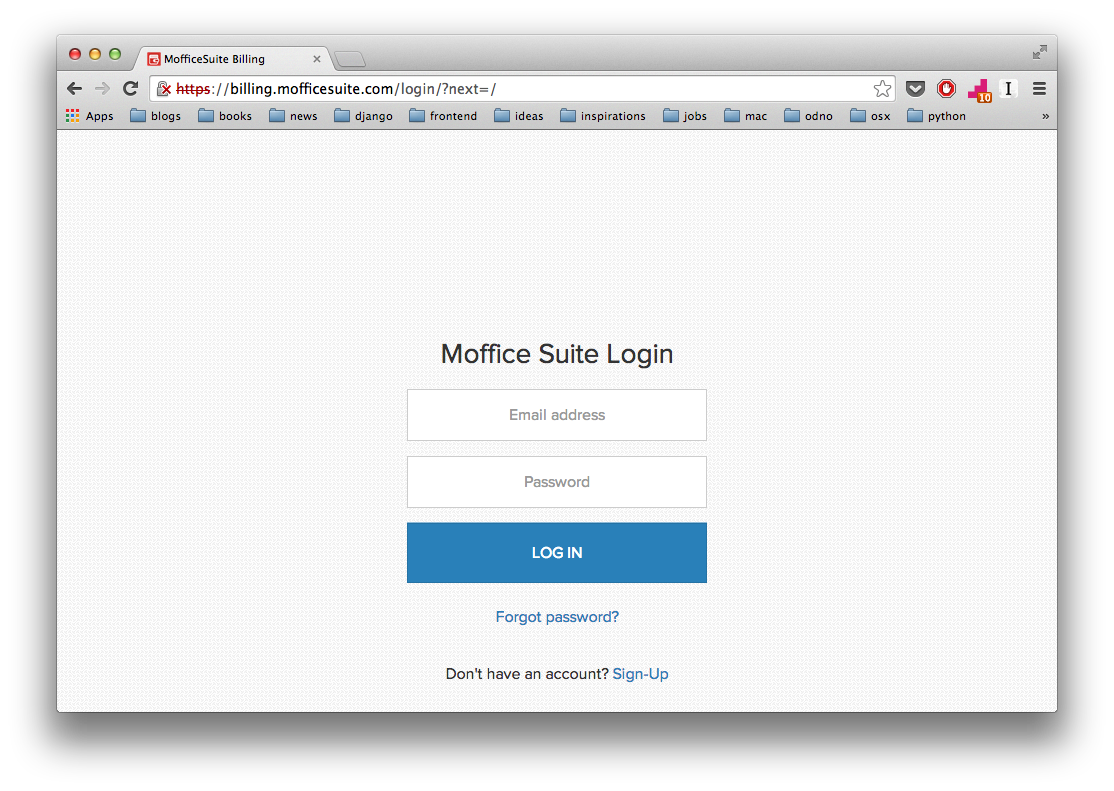 MofficeSuite Billing
https://billing.mofficesuite.com/login/?next=/
10
I
Apps blogs books news django frontend ideas inspirations jobs mac odno osx python »
Moffice Suite Login
Email address
Password
LOG IN
Forgot password?
Don't have an account? Sign-Up